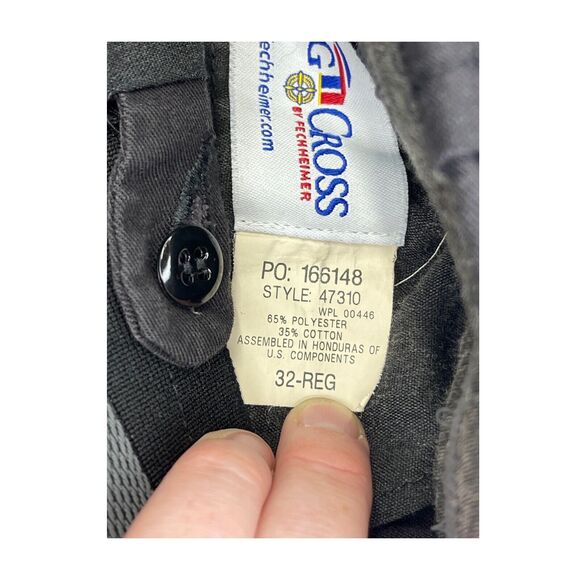 G CROSS
BY FECHHEIMER
fechheimer.com
PO: 166148
STYLE: 47310
WPL 00446
65% POLYESTER
35% COTTON
ASSEMBLED IN HONDURAS OF
U.S. COMPONENTS
32-REG